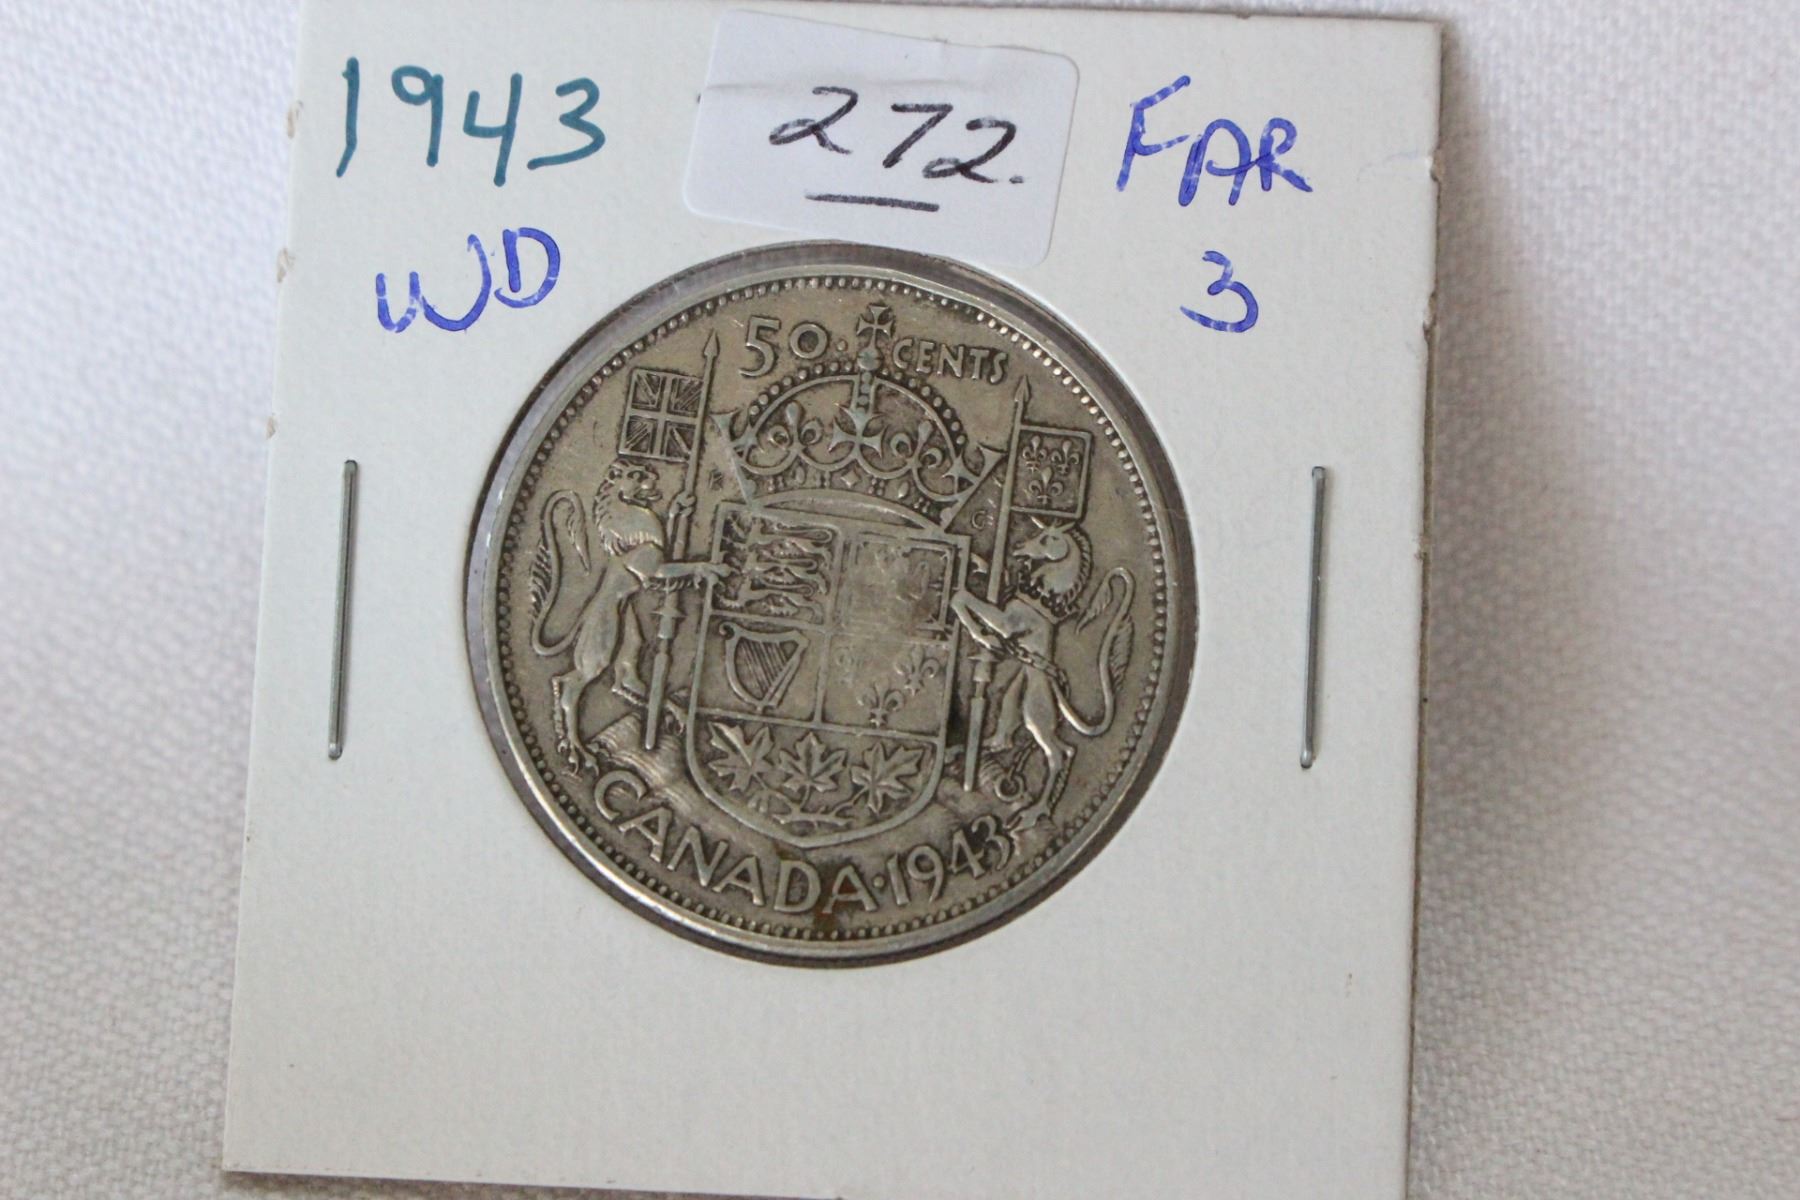 1943
272.
FAR
WD
3
50 · CENTS
K G
CANADA · 1943